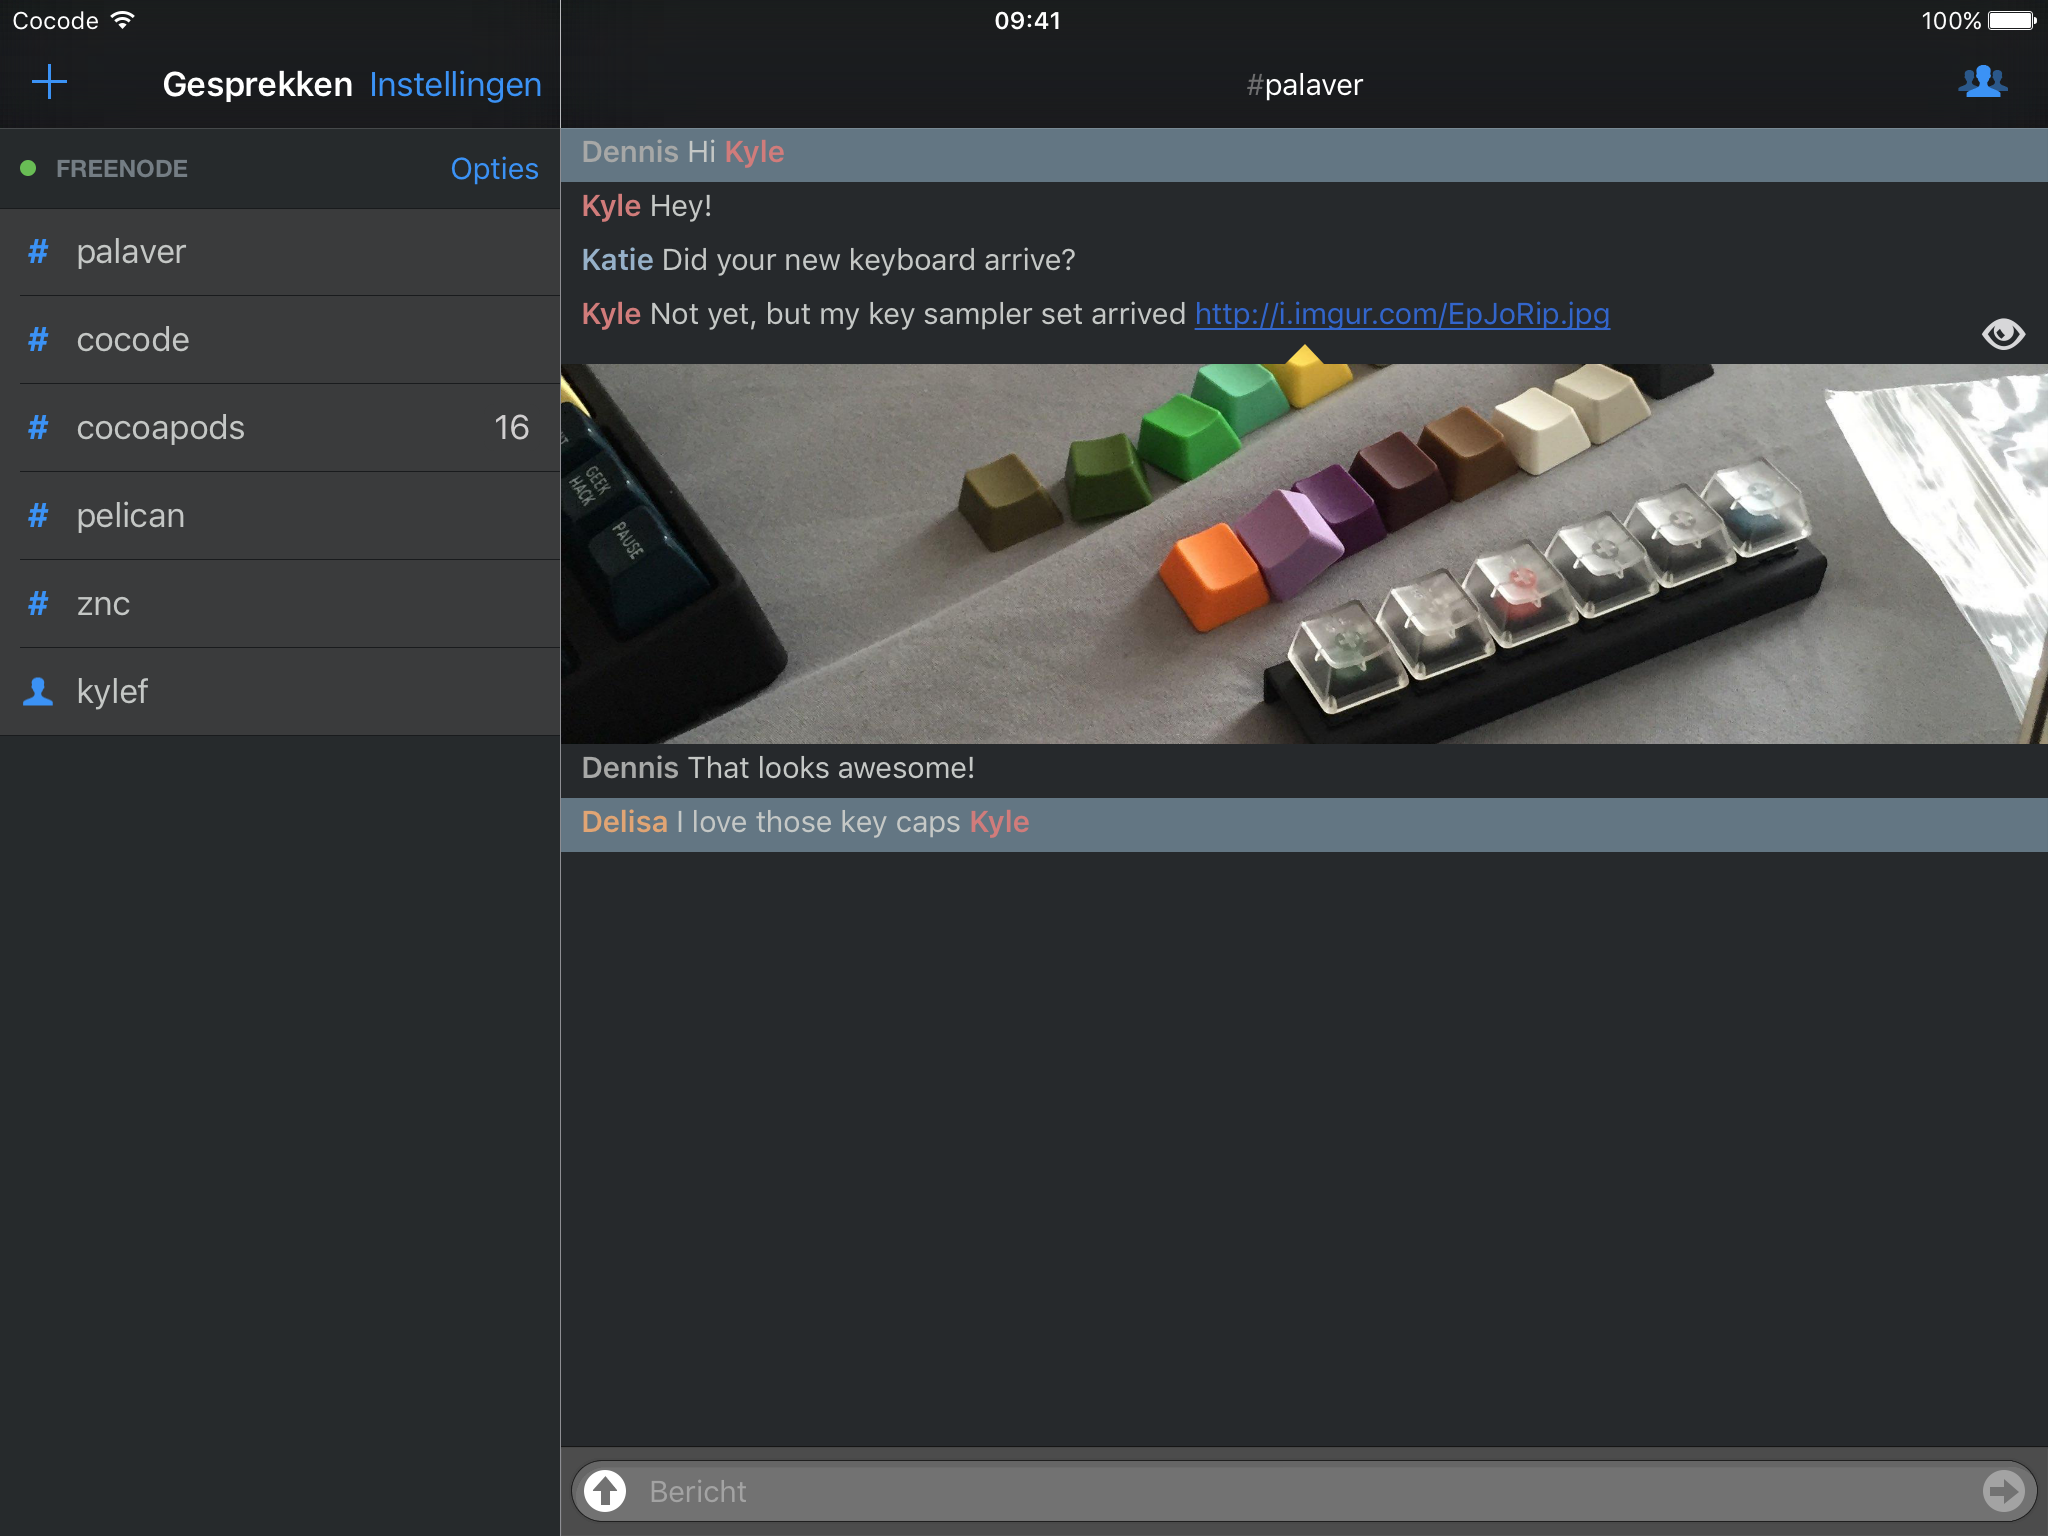 Cocode
09:41
100%
Gesprekken Instellingen
#palaver
FREENODE Opties
# palaver
# cocode
# cocoapods 16
# pelican
# znc
kylef
Dennis Hi Kyle
Kyle Hey!
Katie Did your new keyboard arrive?
Kyle Not yet, but my key sampler set arrived http://i.imgur.com/EpJoRip.jpg
GEEK
HACK
PAUSE
Dennis That looks awesome!
Delisa I love those key caps Kyle
Bericht